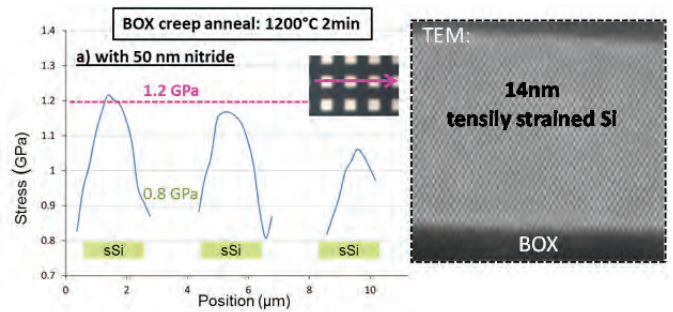 BOX creep anneal: 1200°C 2min
a) with 50 nm nitride
1.2 GPa
0.8 GPa
Stress (GPa)
1.4
1.3
1.2
1.1
1
0.9
0.8
0.7
sSi
sSi
sSi
0
2
4
6
8
10
Position (µm)
TEM:
14nm
tensily strained Si
BOX